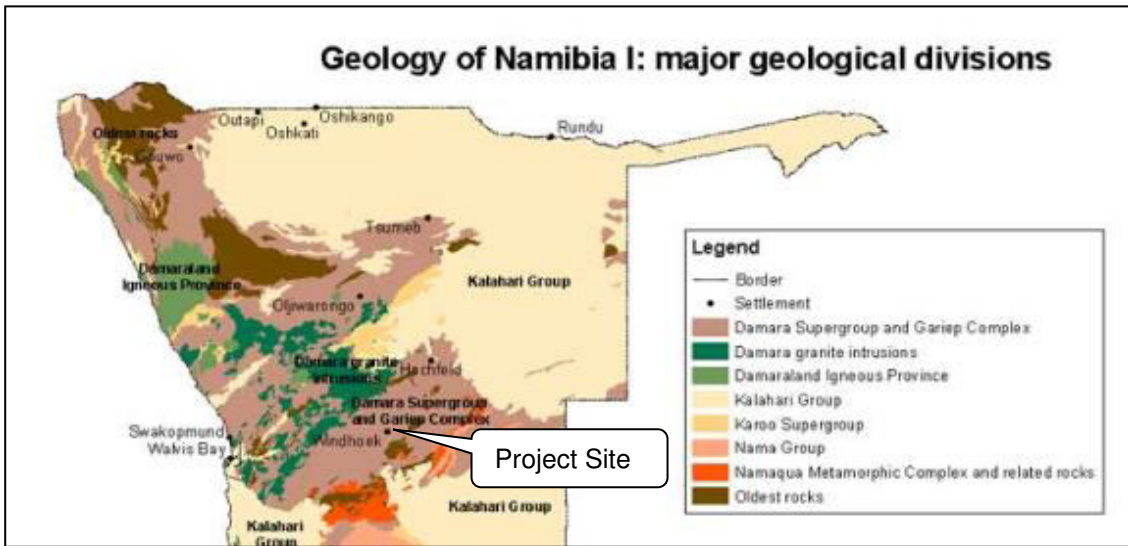 Geology of Namibia I: major geological divisions
Oshikango
Outapi
Oshkati
Rundu
Oldest rocks
Opuwo
Tsumeb
Damaraland
Igneous Province
Kalahari Group
Otjiwarongo
Damara granite
intrusions
Hochfeld
Damara Supergroup
and Gariep Complex
Swakopmund
Walvis Bay
Windhoek
Project Site
Kalahari Group
Kalahari
Group
Legend
Border
Settlement
Damara Supergroup and Gariep Complex
Damara granite intrusions
Damaraland Igneous Province
Kalahari Group
Karoo Supergroup
Nama Group
Namaqua Metamorphic Complex and related rocks
Oldest rocks